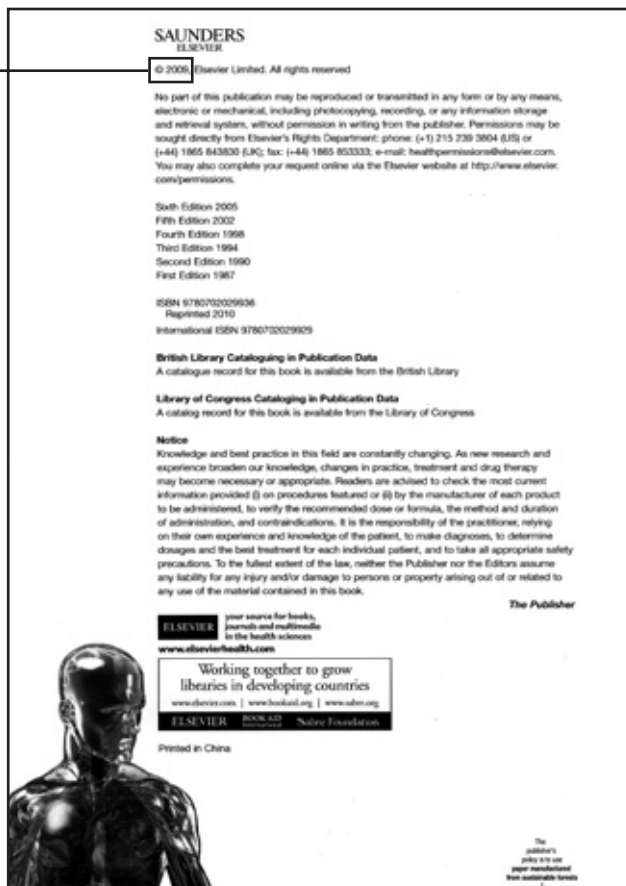 SAUNDERS
ELSEVIER
© 2009, Elsevier Limited. All rights reserved
No part of this publication may be reproduced or transmitted in any form or by any means,
electronic or mechanical, including photocopying, recording, or any information storage
and retrieval system, without permission in writing from the publisher. Permissions may be
sought directly from Elsevier's Rights Department: phone: (+1) 215 239 3804 (US) or
(+44) 1865 843830 (UK); fax: (+44) 1865 853333; e-mail: healthpermissions@elsevier.com.
You may also complete your request online via the Elsevier website at http://www.elsevier.
com/permissions.
Sixth Edition 2005
Fifth Edition 2002
Fourth Edition 1998
Third Edition 1994
Second Edition 1990
First Edition 1987
ISBN 9780702029936
Reprinted 2010
International ISBN 9780702029929
British Library Cataloguing in Publication Data
A catalogue record for this book is available from the British Library
Library of Congress Cataloging in Publication Data
A catalog record for this book is available from the Library of Congress
Notice
Knowledge and best practice in this field are constantly changing. As new research and
experience broaden our knowledge, changes in practice, treatment and drug therapy
may become necessary or appropriate. Readers are advised to check the most current
information provided (i) on procedures featured or (ii) by the manufacturer of each product
to be administered, to verify the recommended dose or formula, the method and duration
of administration, and contraindications. It is the responsibility of the practitioner, relying
on their own experience and knowledge of the patient, to make diagnoses, to determine
dosages and the best treatment for each individual patient, and to take all appropriate safety
precautions. To the fullest extent of the law, neither the Publisher nor the Editors assume
any liability for any injury and/or damage to persons or property arising out of or related to
any use of the material contained in this book.
The Publisher
ELSEVIER
your source for books,
journals and multimedia
in the health sciences
www.elsevierhealth.com
Working together to grow
libraries in developing countries
www.elsevier.com | www.bookaid.org | www.sabre.org
ELSEVIER BOOK AID International Sabre Foundation
Printed in China
The
publisher's
policy is to use
paper manufactured
from sustainable forests